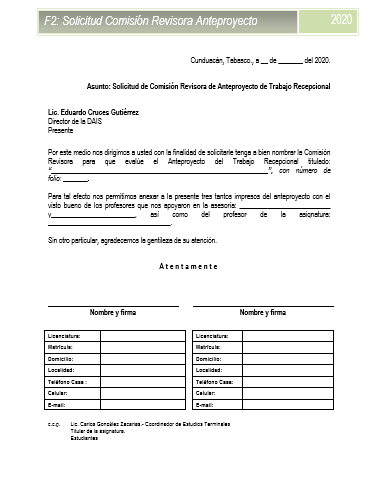 F2: Solicitud Comisión Revisora Anteproyecto 2020
Cunduacán, Tabasco., a __ de _______ del 2020.
Asunto: Solicitud de Comisión Revisora de Anteproyecto de Trabajo Recepcional
Lic. Eduardo Cruces Gutiérrez
Director de la DAIS
Presente
Por este medio nos dirigimos a usted con la finalidad de solicitarle tenga a bien nombrar la Comisión
Revisora para que evalúe el Anteproyecto del Trabajo Recepcional titulado:
"______________________________________________", con número de
folio: _______.
Para tal efecto nos permitimos anexar a la presente tres tantos impresos del anteproyecto con el
visto bueno de los profesores que nos apoyaron en la asesoría: ______________________
y____________________, así como del profesor de la asignatura:
_____________________________.
Sin otro particular, agradecemos la gentileza de su atención.
A t e n t a m e n t e
Nombre y firma Nombre y firma
Licenciatura: Licenciatura:
Matrícula: Matrícula:
Domicilio: Domicilio:
Localidad: Localidad:
Teléfono Casa : Teléfono Casa:
Celular: Celular:
E-mail: E-mail:
c.c.p. Lic. Carlos González Zacarías.- Coordinador de Estudios Terminales
Titular de la asignatura.
Estudiantes